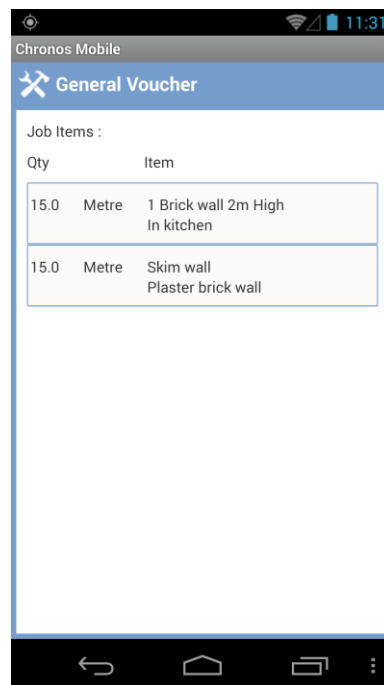 11:31
Chronos Mobile
General Voucher
Job Items :
Qty Item
15.0 Metre 1 Brick wall 2m High
In kitchen
15.0 Metre Skim wall
Plaster brick wall